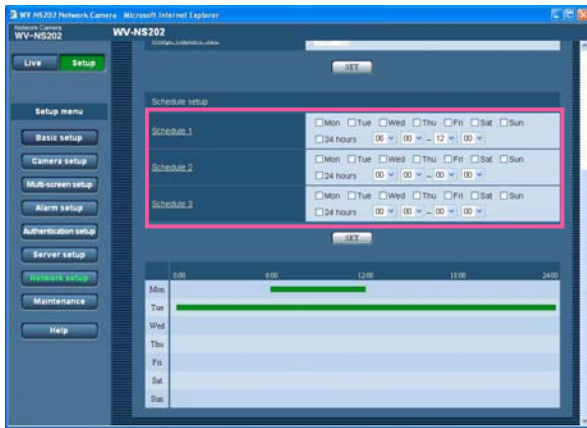 WV-NS202 Network Camera - Microsoft Internet Explorer
Network Camera
WV-NS202
WV-NS202
Live Setup
SET
Setup menu
Schedule setup
Basic setup
Schedule 1 Mon Tue Wed Thu Fri Sat Sun
24 hours 06 00 - 12 00
Camera setup
Schedule 2 Mon Tue Wed Thu Fri Sat Sun
24 hours 00 00 - 00 00
Multi-screen setup
Schedule 3 Mon Tue Wed Thu Fri Sat Sun
24 hours 00 00 - 00 00
Alarm setup
Authentication setup
SET
Server setup
Network setup
0:00 6:00 12:00 18:00 24:00
Maintenance
Mon
Tue
Help
Wed
Thu
Fri
Sat
Sun